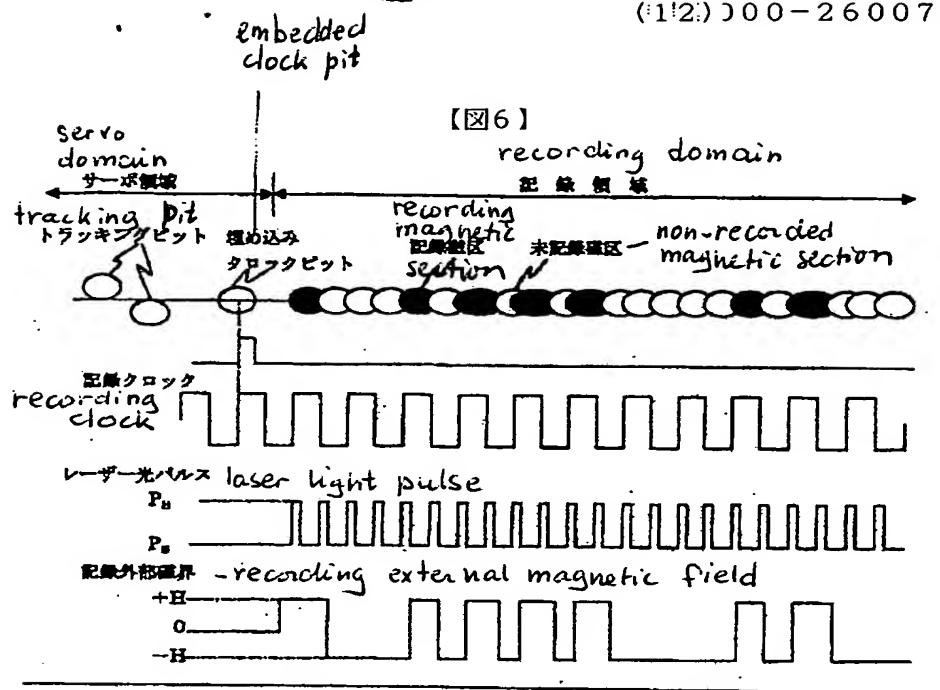 (12)000-26007
embedded
clock pit
【図6】
servo
domain
サーボ領域
recording domain
記録領域
tracking pit
トラッキングピット
埋め込み
クロックピット
recording
magnetic
記録磁区
section
未記録磁区
non-recorded
magnetic section
記録クロック
recording
clock
レーザー光パルス laser light pulse
P_H
記録外部磁界 - recording external magnetic field
+H
0
-H